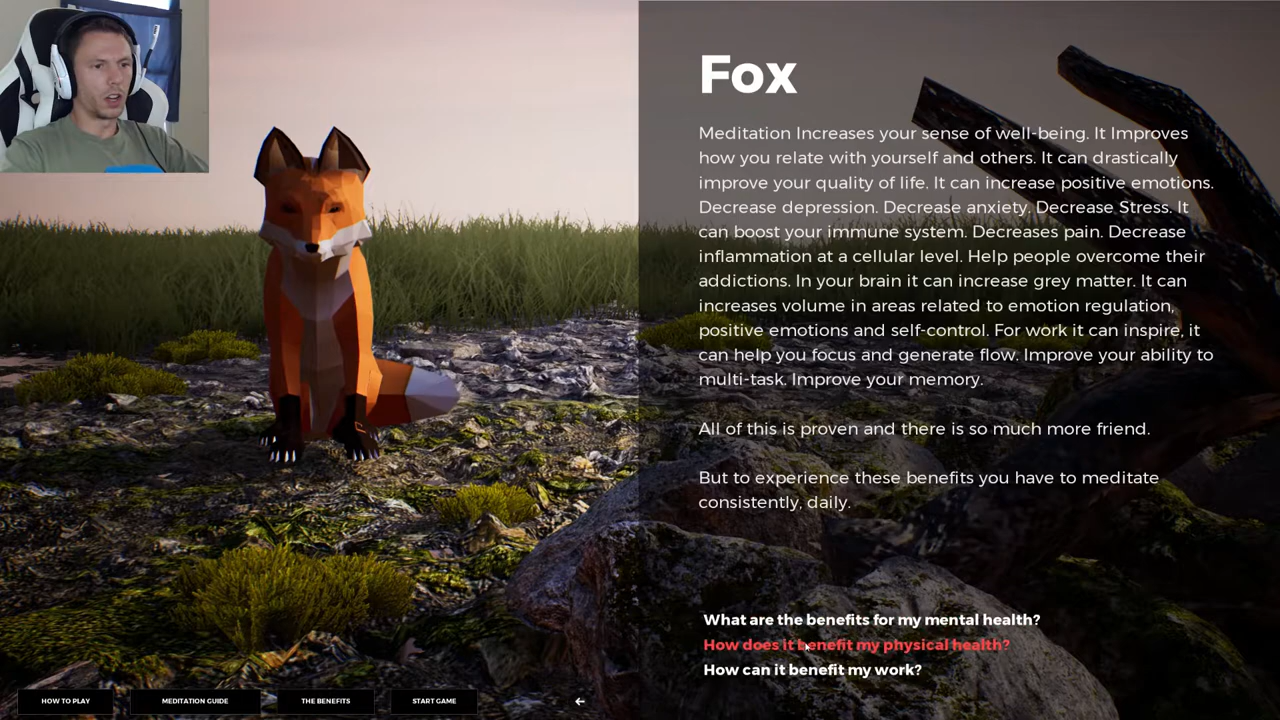 Fox
Meditation Increases your sense of well-being. It Improves
how you relate with yourself and others. It can drastically
improve your quality of life. It can increase positive emotions.
Decrease depression. Decrease anxiety. Decrease Stress. It
can boost your immune system. Decreases pain. Decrease
inflammation at a cellular level. Help people overcome their
addictions. In your brain it can increase grey matter. It can
increases volume in areas related to emotion regulation,
positive emotions and self-control. For work it can inspire, it
can help you focus and generate flow. Improve your ability to
multi-task. Improve your memory.
All of this is proven and there is so much more friend.
But to experience these benefits you have to meditate
consistently, daily.
What are the benefits for my mental health?
How does it benefit my physical health?
How can it benefit my work?
HOW TO PLAY
MEDITATION GUIDE
THE BENEFITS
START GAME